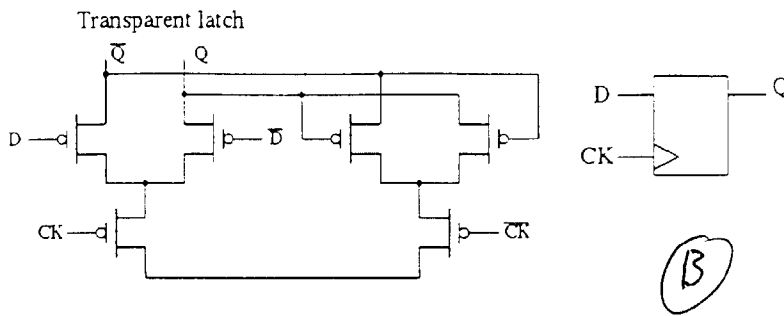 Transparent latch
Q̅ Q
D D̅
CK C̅K̅
D Q
CK
B